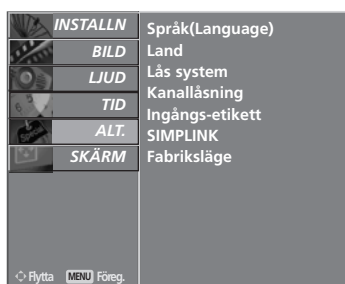 INSTALLN
BILD
LJUD
TID
ALT.
SKÄRM
Språk(Language)
Land
Lås system
Kanallåsning
Ingångs-etikett
SIMPLINK
Fabriksläge
Flytta MENU Föreg.